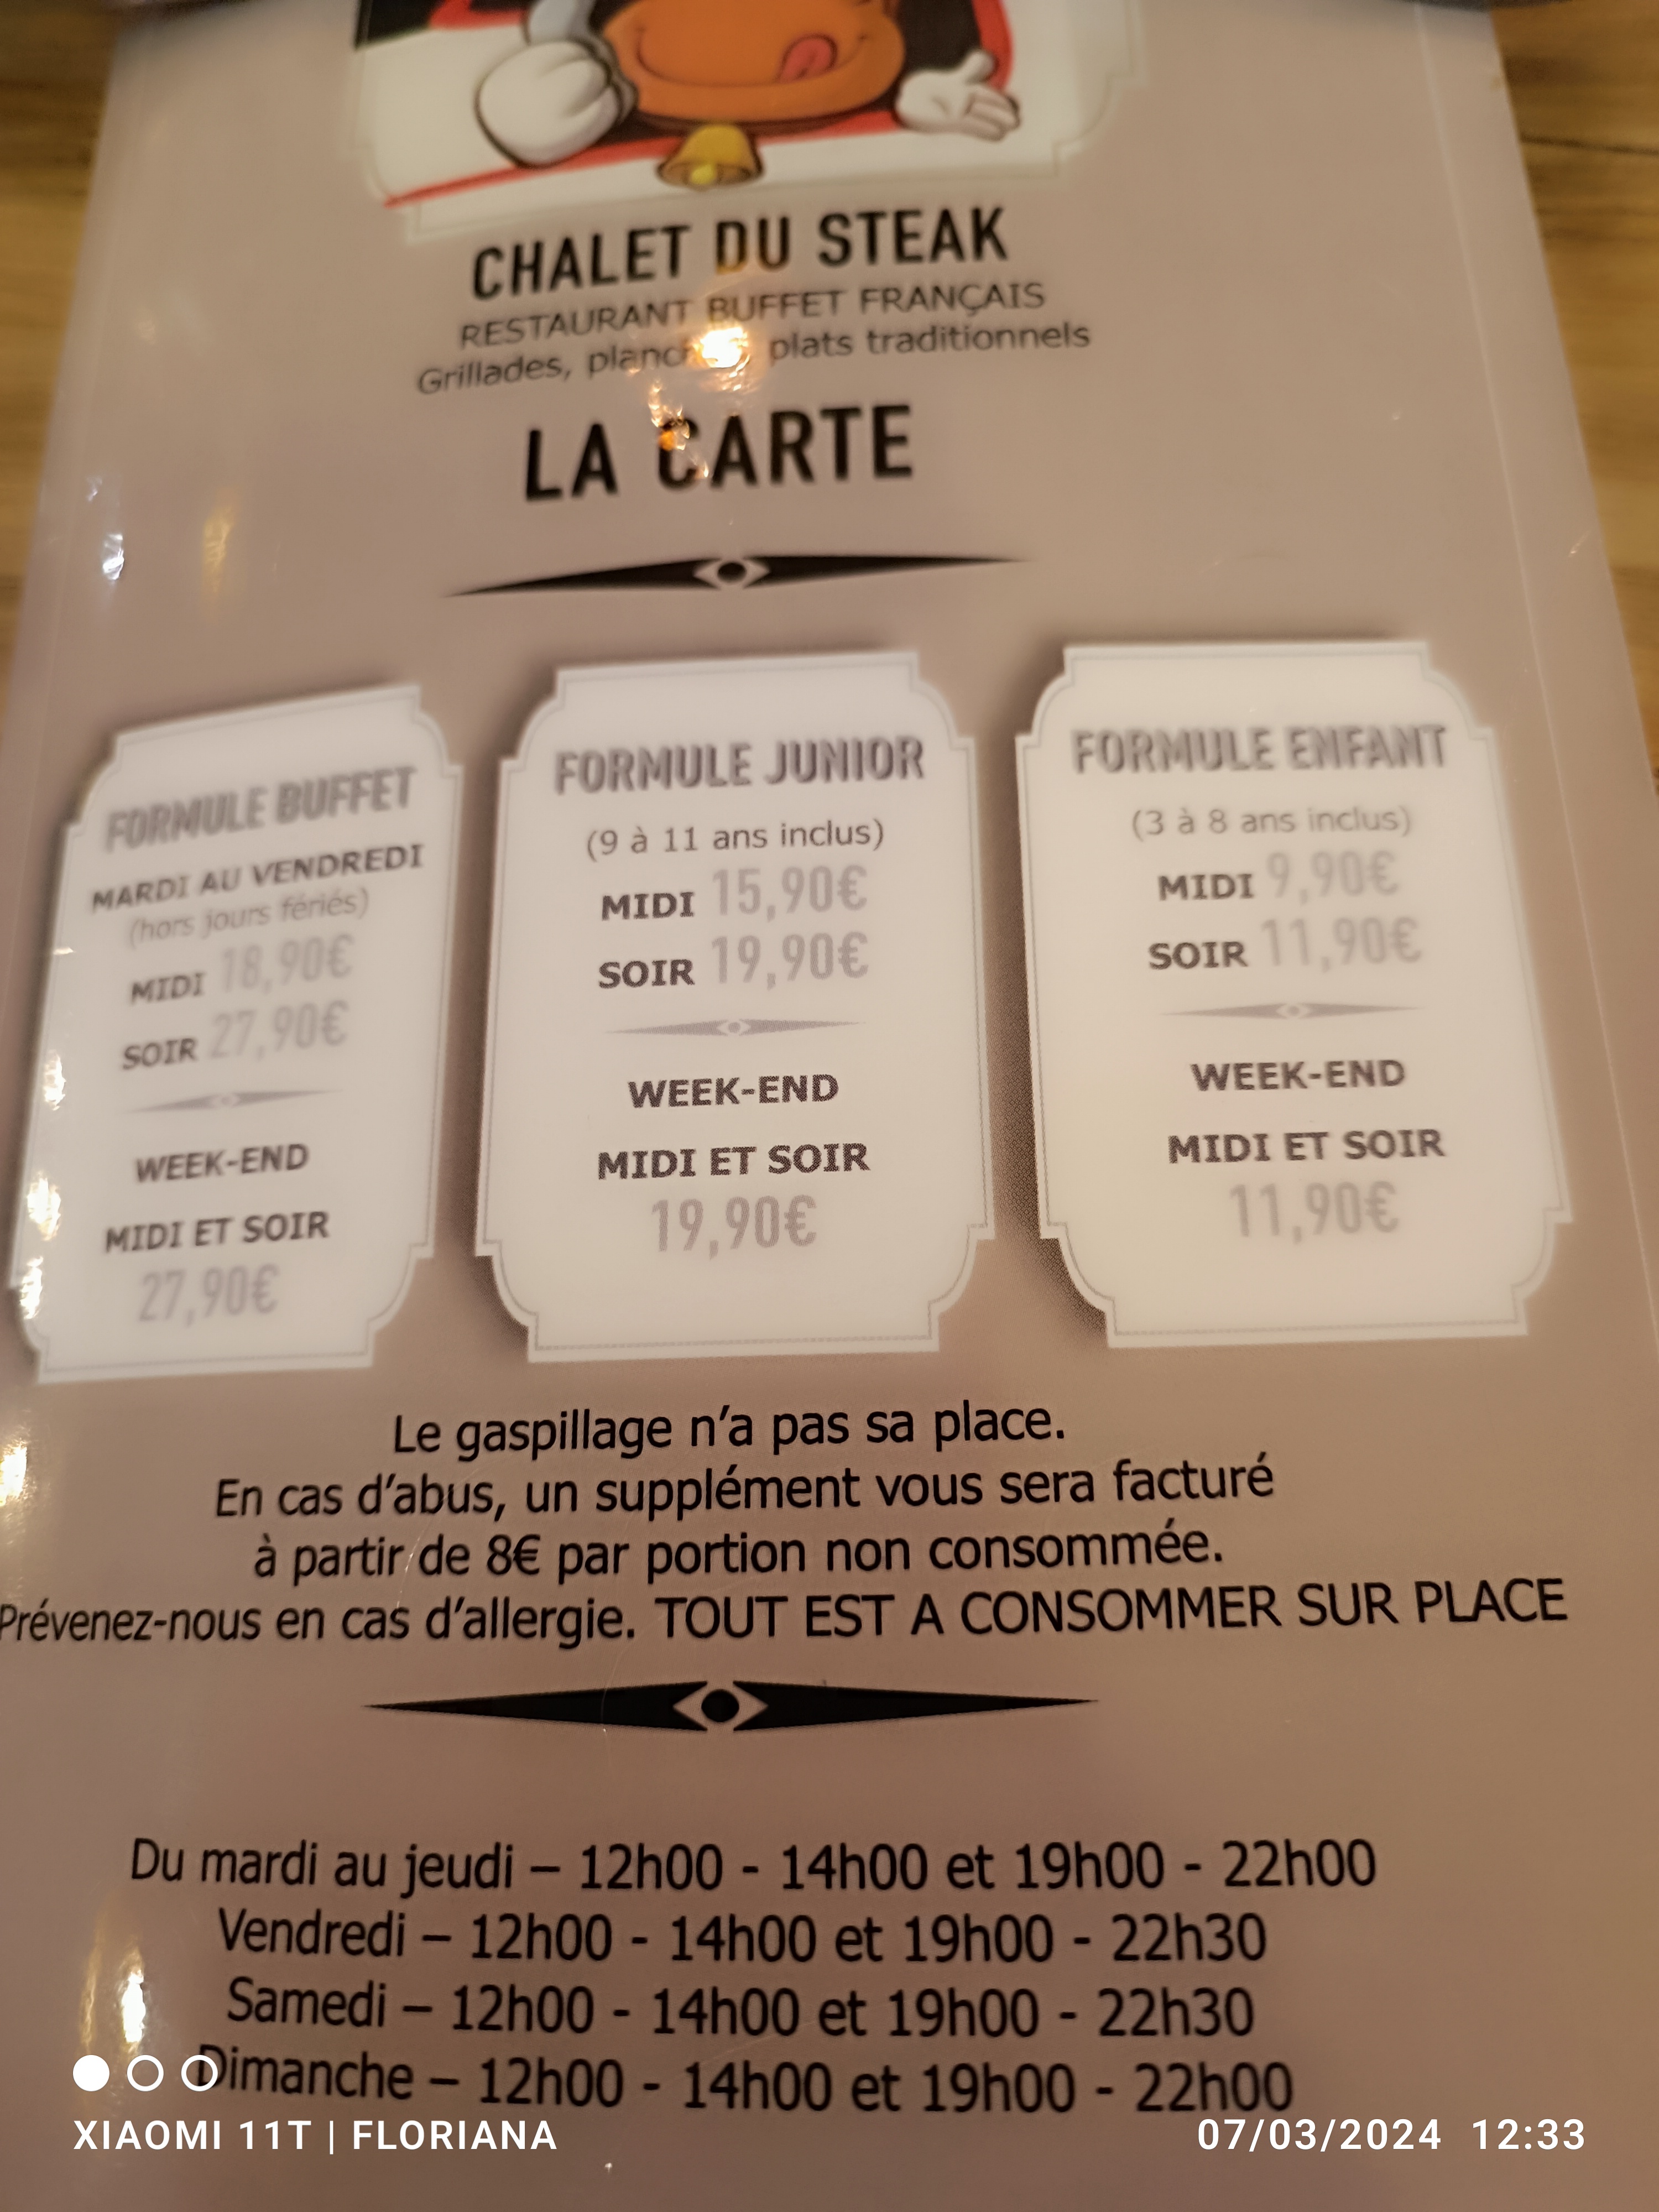 CHALET DU STEAK
RESTAURANT BUFFET FRANÇAIS
Grillades, plats traditionnels
LA CARTE
FORMULE BUFFET
MARDI AU VENDREDI
(hors jours fériés)
MIDI 18,90€
SOIR 27,90€
WEEK-END
MIDI ET SOIR
27,90€
FORMULE JUNIOR
(9 à 11 ans inclus)
MIDI 15,90€
SOIR 19,90€
WEEK-END
MIDI ET SOIR
19,90€
FORMULE ENFANT
(3 à 8 ans inclus)
MIDI 9,90€
SOIR 11,90€
WEEK-END
MIDI ET SOIR
11,90€
Le gaspillage n’a pas sa place.
En cas d’abus, un supplément vous sera facturé
à partir de 8€ par portion non consommée.
Prévenez-nous en cas d’allergie. TOUT EST A CONSOMMER SUR PLACE
Du mardi au jeudi – 12h00 - 14h00 et 19h00 - 22h00
Vendredi – 12h00 - 14h00 et 19h00 - 22h30
Samedi – 12h00 - 14h00 et 19h00 - 22h30
Dimanche – 12h00 - 14h00 et 19h00 - 22h00
XIAOMI 11T | FLORIANA
07/03/2024 12:33